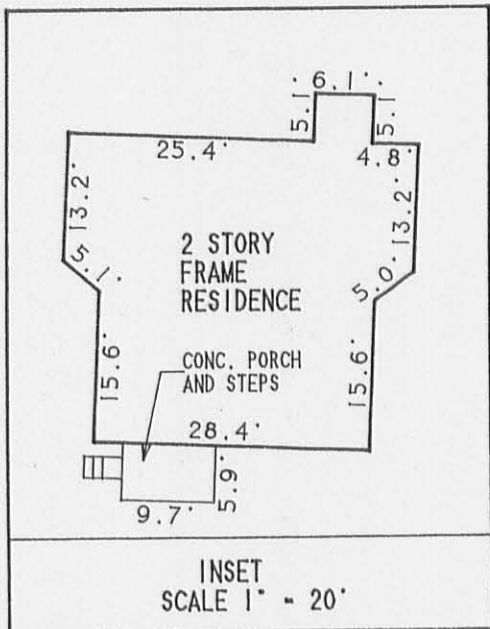 6.1'
5.1'
5.1'
25.4'
4.8'
13.2'
13.2'
5.1'
5.0'
2 STORY
FRAME
RESIDENCE
CONC. PORCH
AND STEPS
15.6'
15.6'
28.4'
5.9'
9.7'
INSET
SCALE 1" = 20'